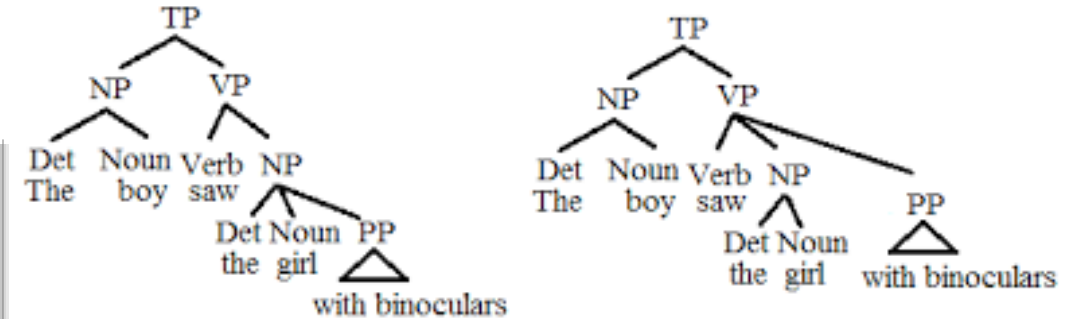 TP
NP VP
Det Noun Verb NP
The boy saw
Det Noun PP
the girl
with binoculars
TP
NP VP
Det Noun Verb NP
The boy saw
PP
Det Noun
the girl with binoculars